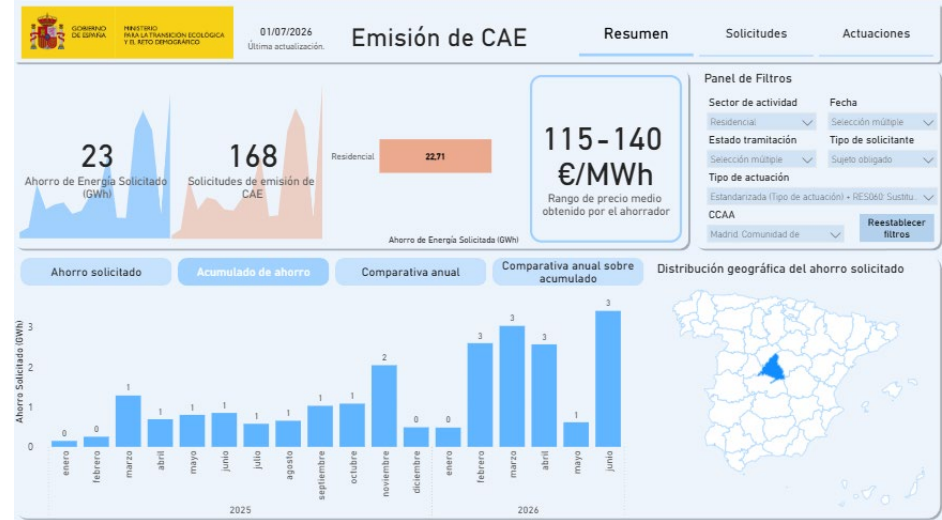 GOBIERNO
DE ESPAÑA
MINISTERIO
PARA LA TRANSICIÓN ECOLÓGICA
Y EL RETO DEMOGRÁFICO
01/07/2026
Última actualización.
Emisión de CAE
Resumen
Solicitudes
Actuaciones
23
Ahorro de Energía Solicitado
(GWh)
168
Solicitudes de emisión de
CAE
Residencial
22,71
Ahorro de Energía Solicitada (GWh)
115-140
€/MWh
Rango de precio medio
obtenido por el ahorrador
Panel de Filtros
Sector de actividad
Residencial
Fecha
Selección múltiple
Estado tramitación
Selección múltiple
Tipo de solicitante
Sujeto obligado
Tipo de actuación
Estandarizada (Tipo de actuación) • RES060: Sustitu...
CCAA
Madrid. Comunidad de
Reestablecer
filtros
Ahorro solicitado
Acumulado de ahorro
Comparativa anual
Comparativa anual sobre
acumulado
Distribución geográfica del ahorro solicitado
Ahorro Solicitado (GWh)
3
2
1
0
0 0 1 1 1 1 1 1 1 1 2 0 0 3 3 3 1 3
enero febrero marzo abril mayo junio julio agosto septiembre octubre noviembre diciembre enero febrero marzo abril mayo junio
2025 2026